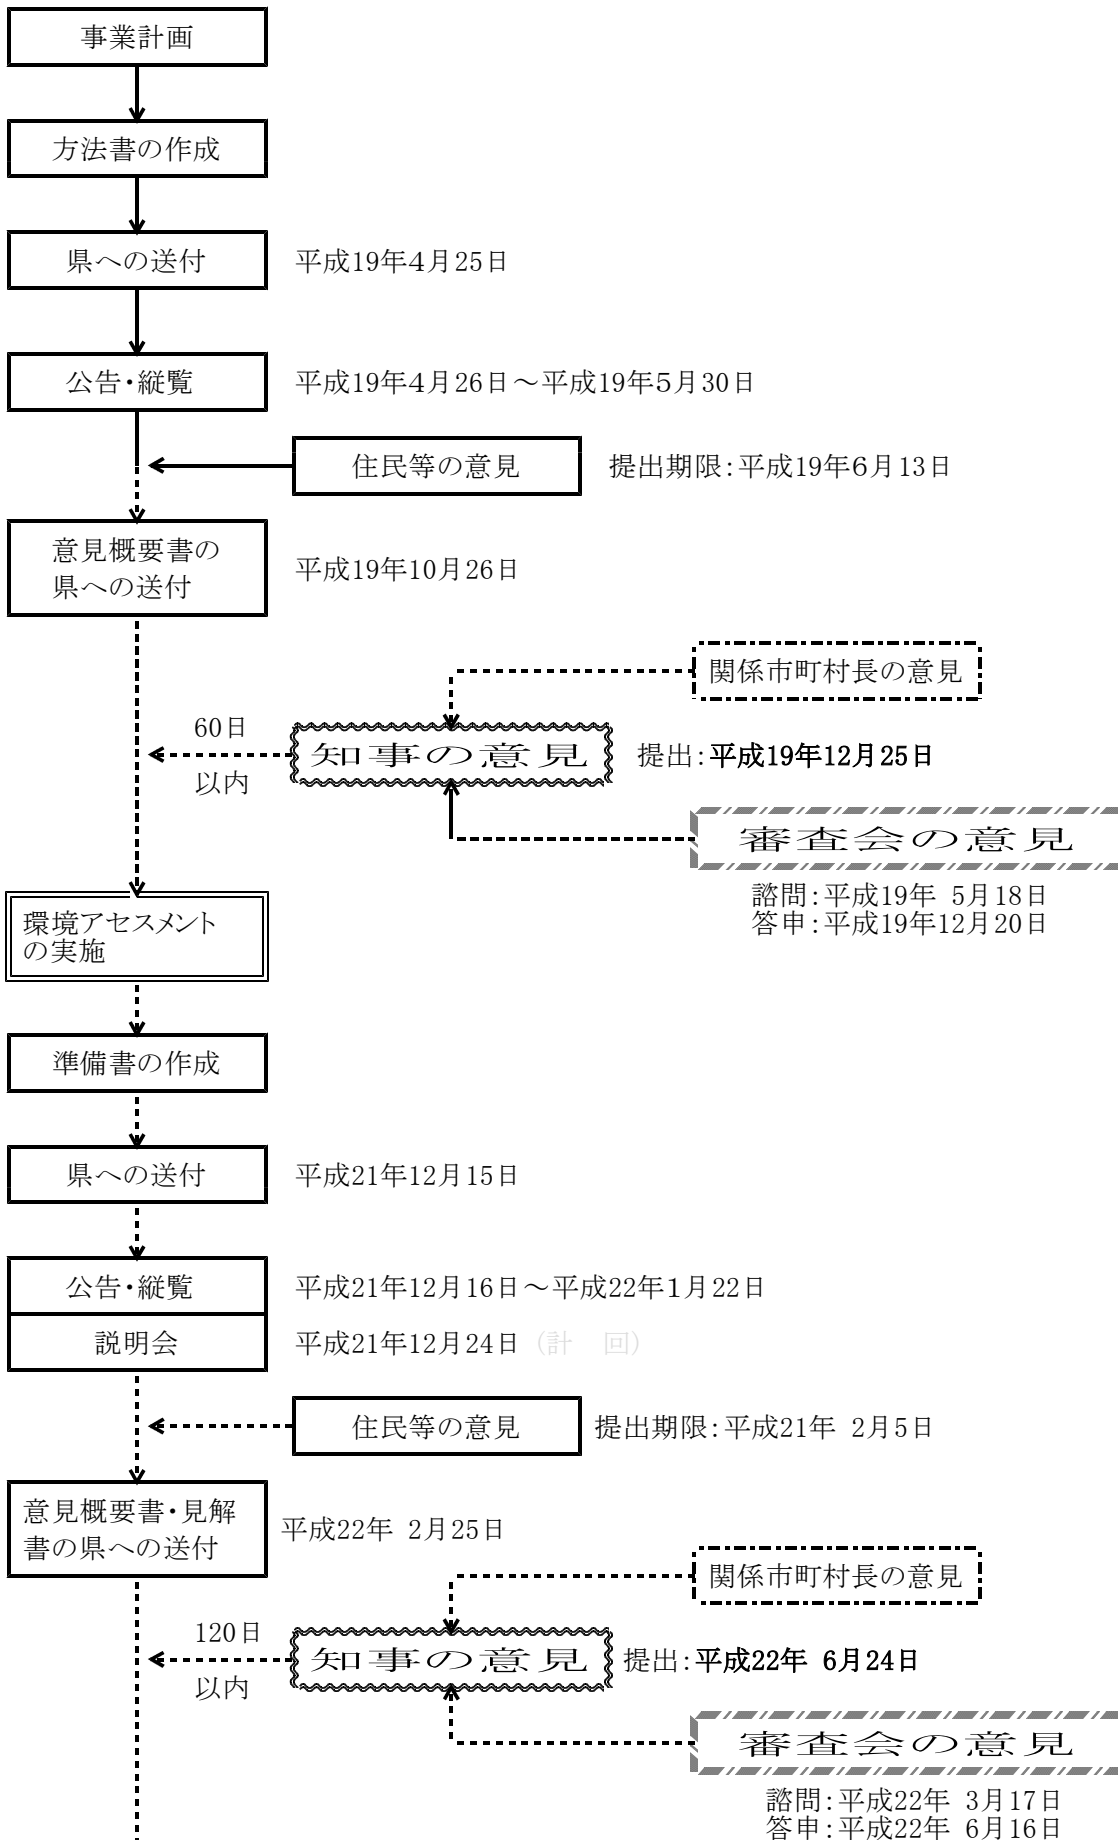 事業計画
方法書の作成
県への送付
平成19年4月25日
公告・縦覧
平成19年4月26日～平成19年5月30日
住民等の意見
提出期限：平成19年6月13日
意見概要書の
県への送付
平成19年10月26日
関係市町村長の意見
60日
以内
知事の意見
提出：平成19年12月25日
審査会の意見
諮問：平成19年 5月18日
答申：平成19年12月20日
環境アセスメント
の実施
準備書の作成
県への送付
平成21年12月15日
公告・縦覧
平成21年12月16日～平成22年1月22日
説明会
平成21年12月24日（計　回）
住民等の意見
提出期限：平成21年 2月5日
意見概要書・見解
書の県への送付
平成22年 2月25日
関係市町村長の意見
120日
以内
知事の意見
提出：平成22年 6月24日
審査会の意見
諮問：平成22年 3月17日
答申：平成22年 6月16日